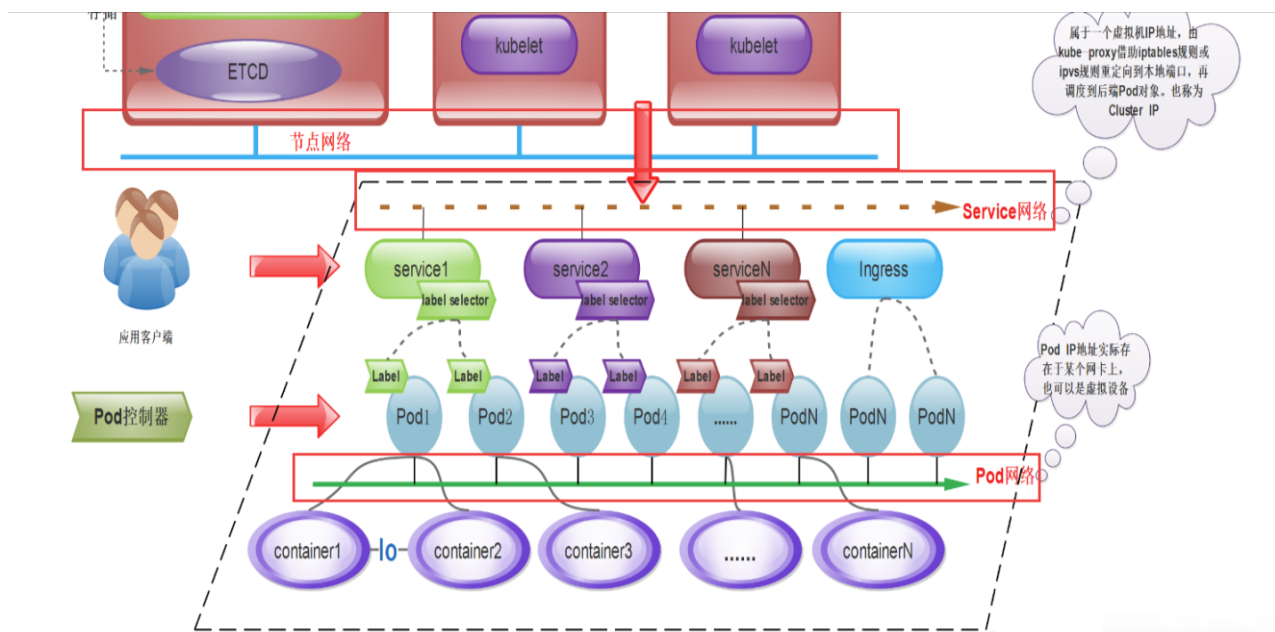 存储
ETCD
kubelet
kubelet
属于一个虚拟机IP地址，由
kube proxy借助iptables规则或
ipvs规则重定向到本地端口，再
调度到后端Pod对象。也称为
Cluster IP
节点网络
Service网络
service1
service2
serviceN
Ingress
label selector
label selector
label selector
应用客户端
Pod IP地址实际存
在于某个网卡上，
也可以是虚拟设备
Label
Label
Label
Label
Label
Label
Pod控制器
Pod1
Pod2
Pod3
Pod4
......
PodN
PodN
PodN
Pod网络
container1
lo
container2
container3
......
containerN